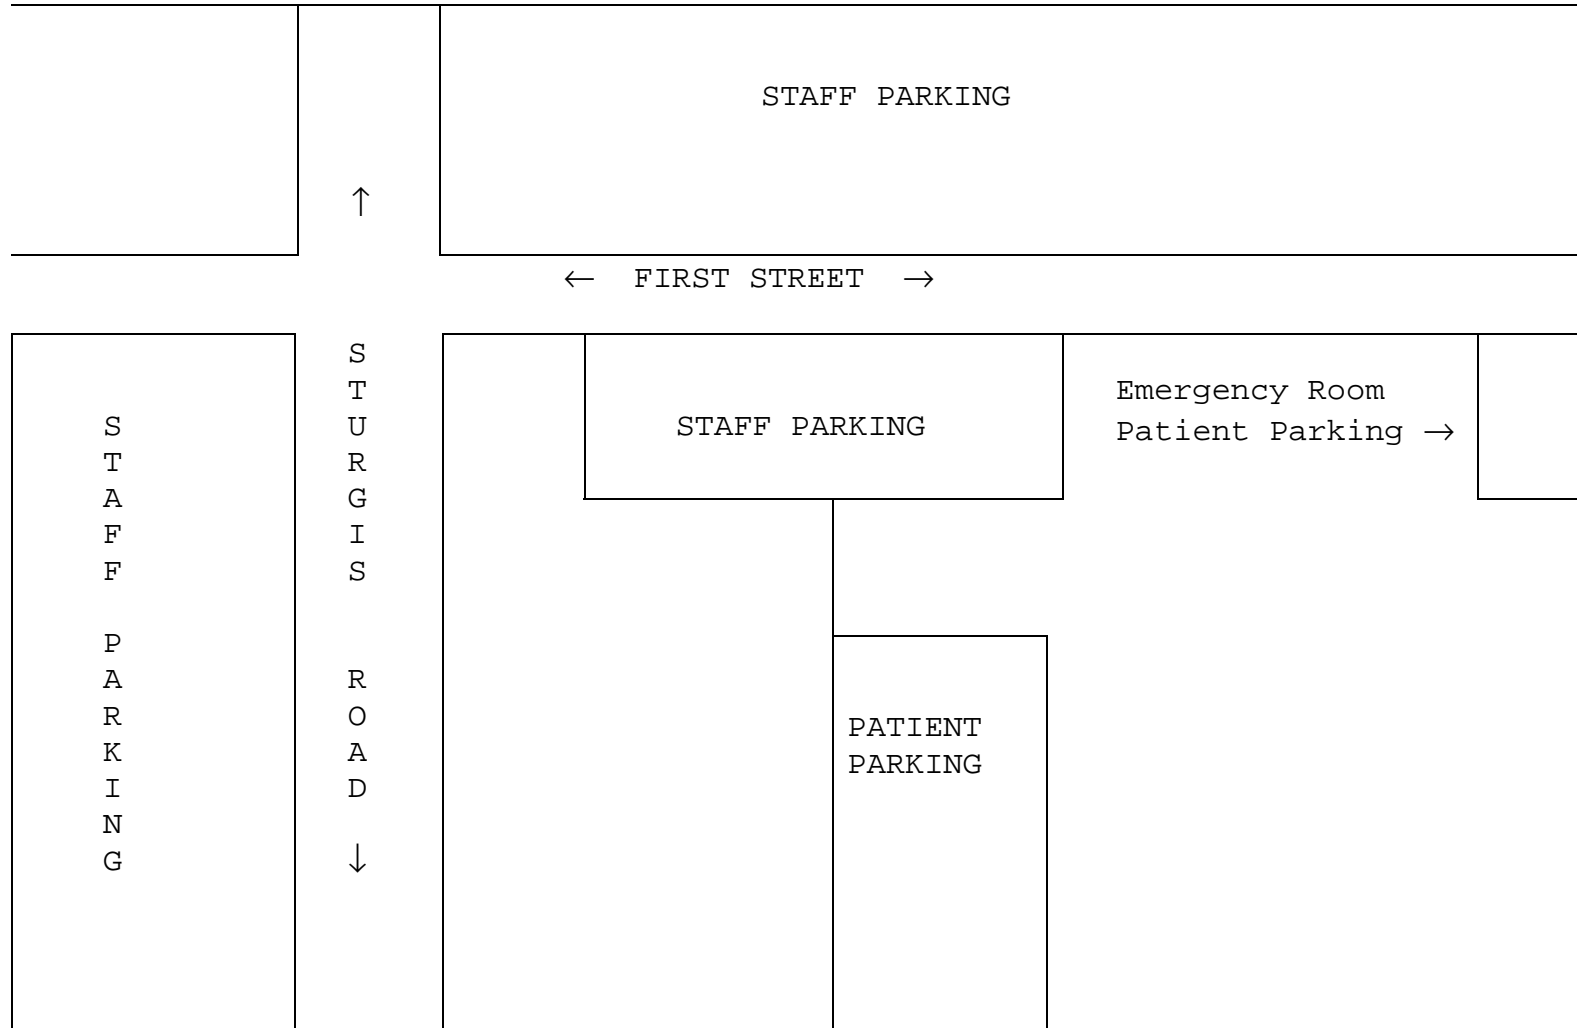 STAFF PARKING
↑
← FIRST STREET →
STURGIS ROAD ↓
STAFF PARKING
STAFF PARKING
Emergency Room
Patient Parking →
PATIENT
PARKING